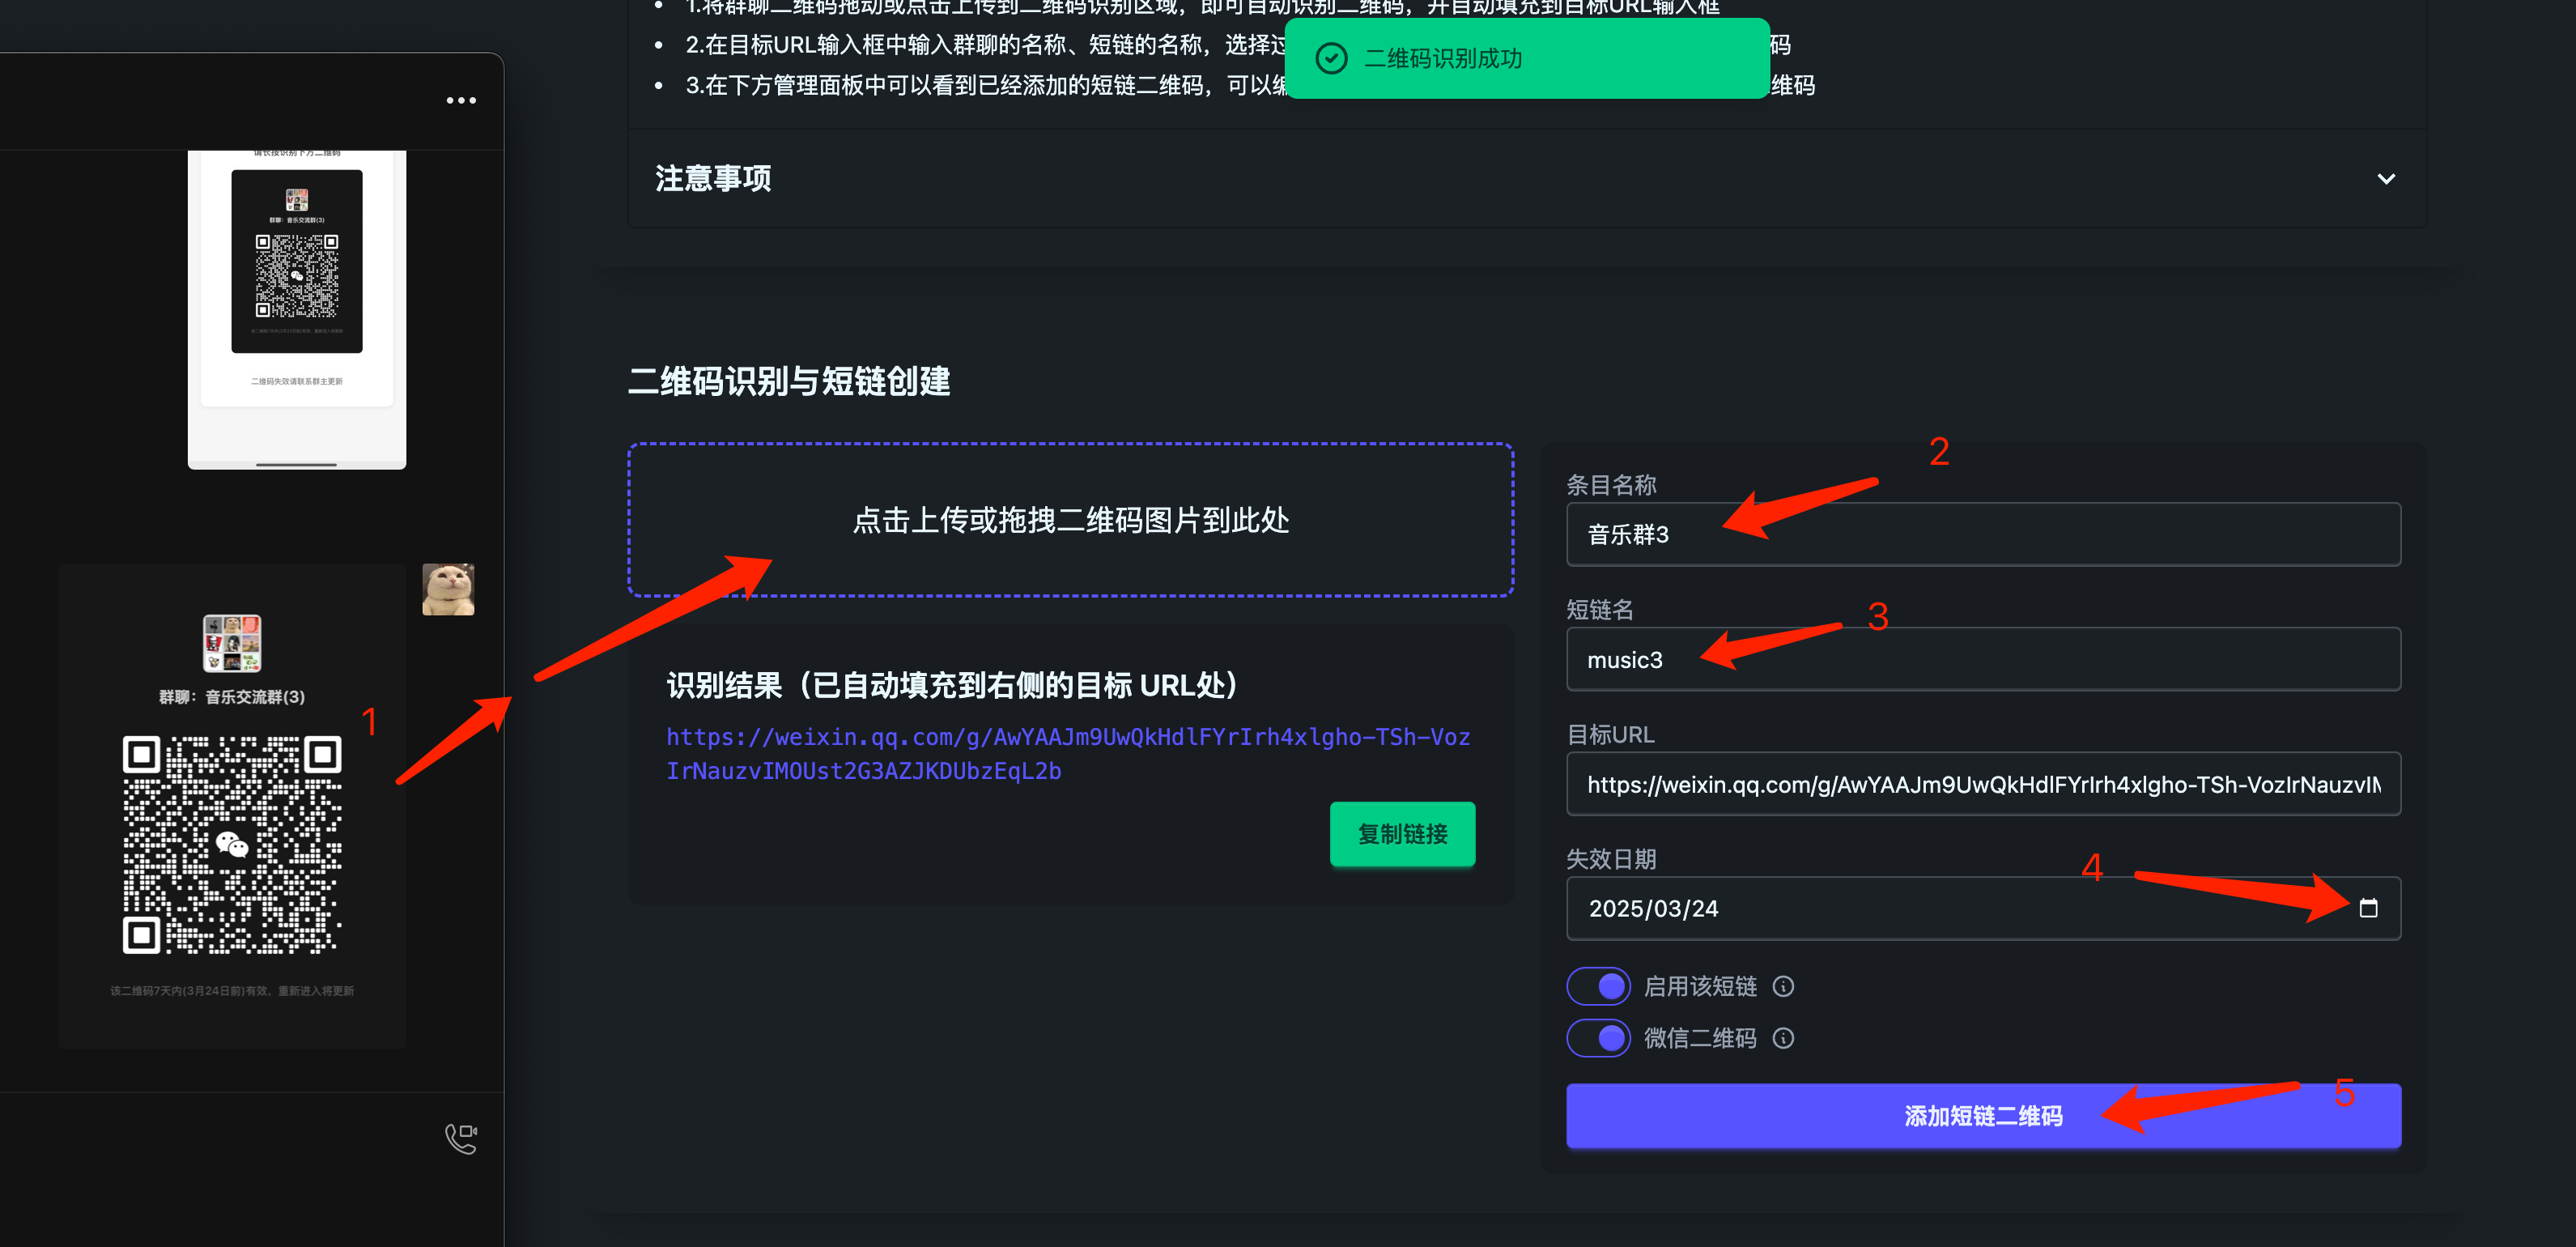 请长按识别下方二维码
群聊：音乐交流群(3)
二维码失效请联系群主更新
群聊：音乐交流群(3)
1
该二维码7天内(3月24日前)有效，重新进入将更新
1.将群聊二维码拖动或点击上传到二维码识别区域，即可自动识别二维码，并自动填充到目标URL输入框
2.在目标URL输入框中输入群聊的名称、短链的名称，选择过
码
3.在下方管理面板中可以看到已经添加的短链二维码，可以编
维码
二维码识别成功
注意事项
二维码识别与短链创建
点击上传或拖拽二维码图片到此处
识别结果（已自动填充到右侧的目标 URL处）
https://weixin.qq.com/g/AwYAAJm9UwQkHdlFYrIrh4xlgho-TSh-Voz
IrNauzvIMOUst2G3AZJKDUbzEqL2b
复制链接
2
条目名称
音乐群3
3
短链名
music3
目标URL
https://weixin.qq.com/g/AwYAAJm9UwQkHdlFYrIrh4xlgho-TSh-VozIrNauzvIM
4
失效日期
2025/03/24
启用该短链
微信二维码
5
添加短链二维码